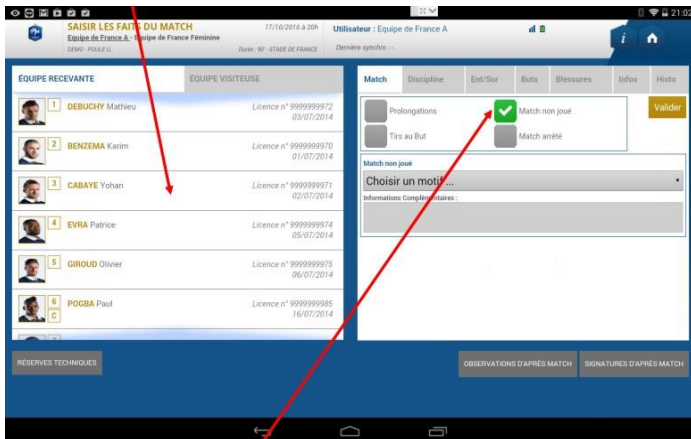 21:02
SAISIR LES FAITS DU MATCH
17/10/2016 à 20h
Equipe de France A - Equipe de France Féminine
DEMO - POULE U...
Durée : 90' - STADE DE FRANCE
Utilisateur : Equipe de France A
Dernière synchro : -
ÉQUIPE RECEVANTE
ÉQUIPE VISITEUSE
1 DEBUCHY Mathieu
Licence n° 9999999972
03/07/2014
2 BENZEMA Karim
Licence n° 9999999970
01/07/2014
3 CABAYE Yohan
Licence n° 9999999971
02/07/2014
4 EVRA Patrice
Licence n° 9999999974
05/07/2014
5 GIROUD Olivier
Licence n° 9999999975
06/07/2014
6 POGBA Paul
C
Licence n° 9999999985
16/07/2014
Match Discipline Ent/Sor Buts Blessures Infos Histo
Prolongations
Match non joué
Valider
Tirs au But
Match arrêté
Match non joué
Choisir un motif ...
Informations Complémentaires :
RÉSERVES TECHNIQUES
OBSERVATIONS D'APRÈS MATCH
SIGNATURES D'APRÈS MATCH